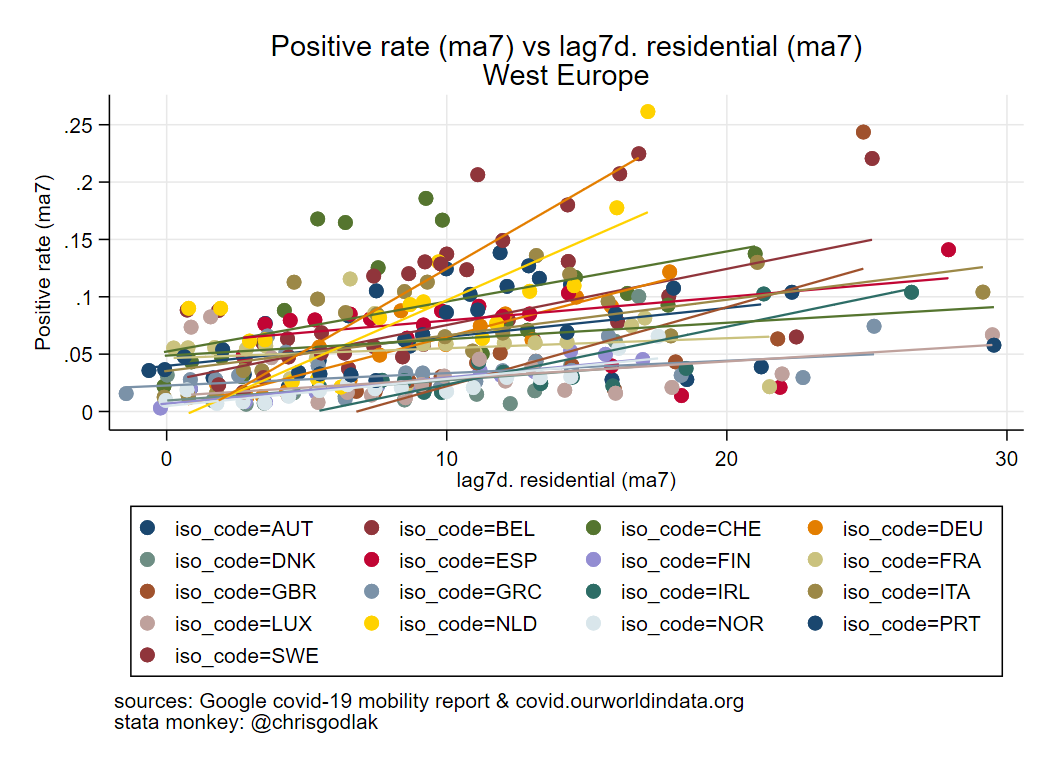 Positive rate (ma7) vs lag7d. residential (ma7)
West Europe
Positive rate (ma7)
.25
.2
.15
.1
.05
0
0 10 20 30
lag7d. residential (ma7)
iso_code=AUT iso_code=BEL iso_code=CHE iso_code=DEU
iso_code=DNK iso_code=ESP iso_code=FIN iso_code=FRA
iso_code=GBR iso_code=GRC iso_code=IRL iso_code=ITA
iso_code=LUX iso_code=NLD iso_code=NOR iso_code=PRT
iso_code=SWE
sources: Google covid-19 mobility report & covid.ourworldindata.org
stata monkey: @chrisgodlak